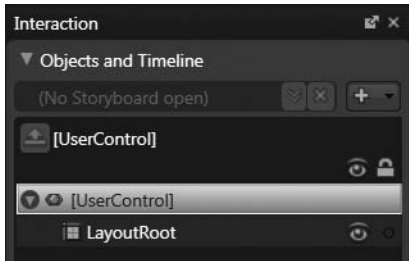 Interaction
Objects and Timeline
(No Storyboard open)
[UserControl]
[UserControl]
LayoutRoot